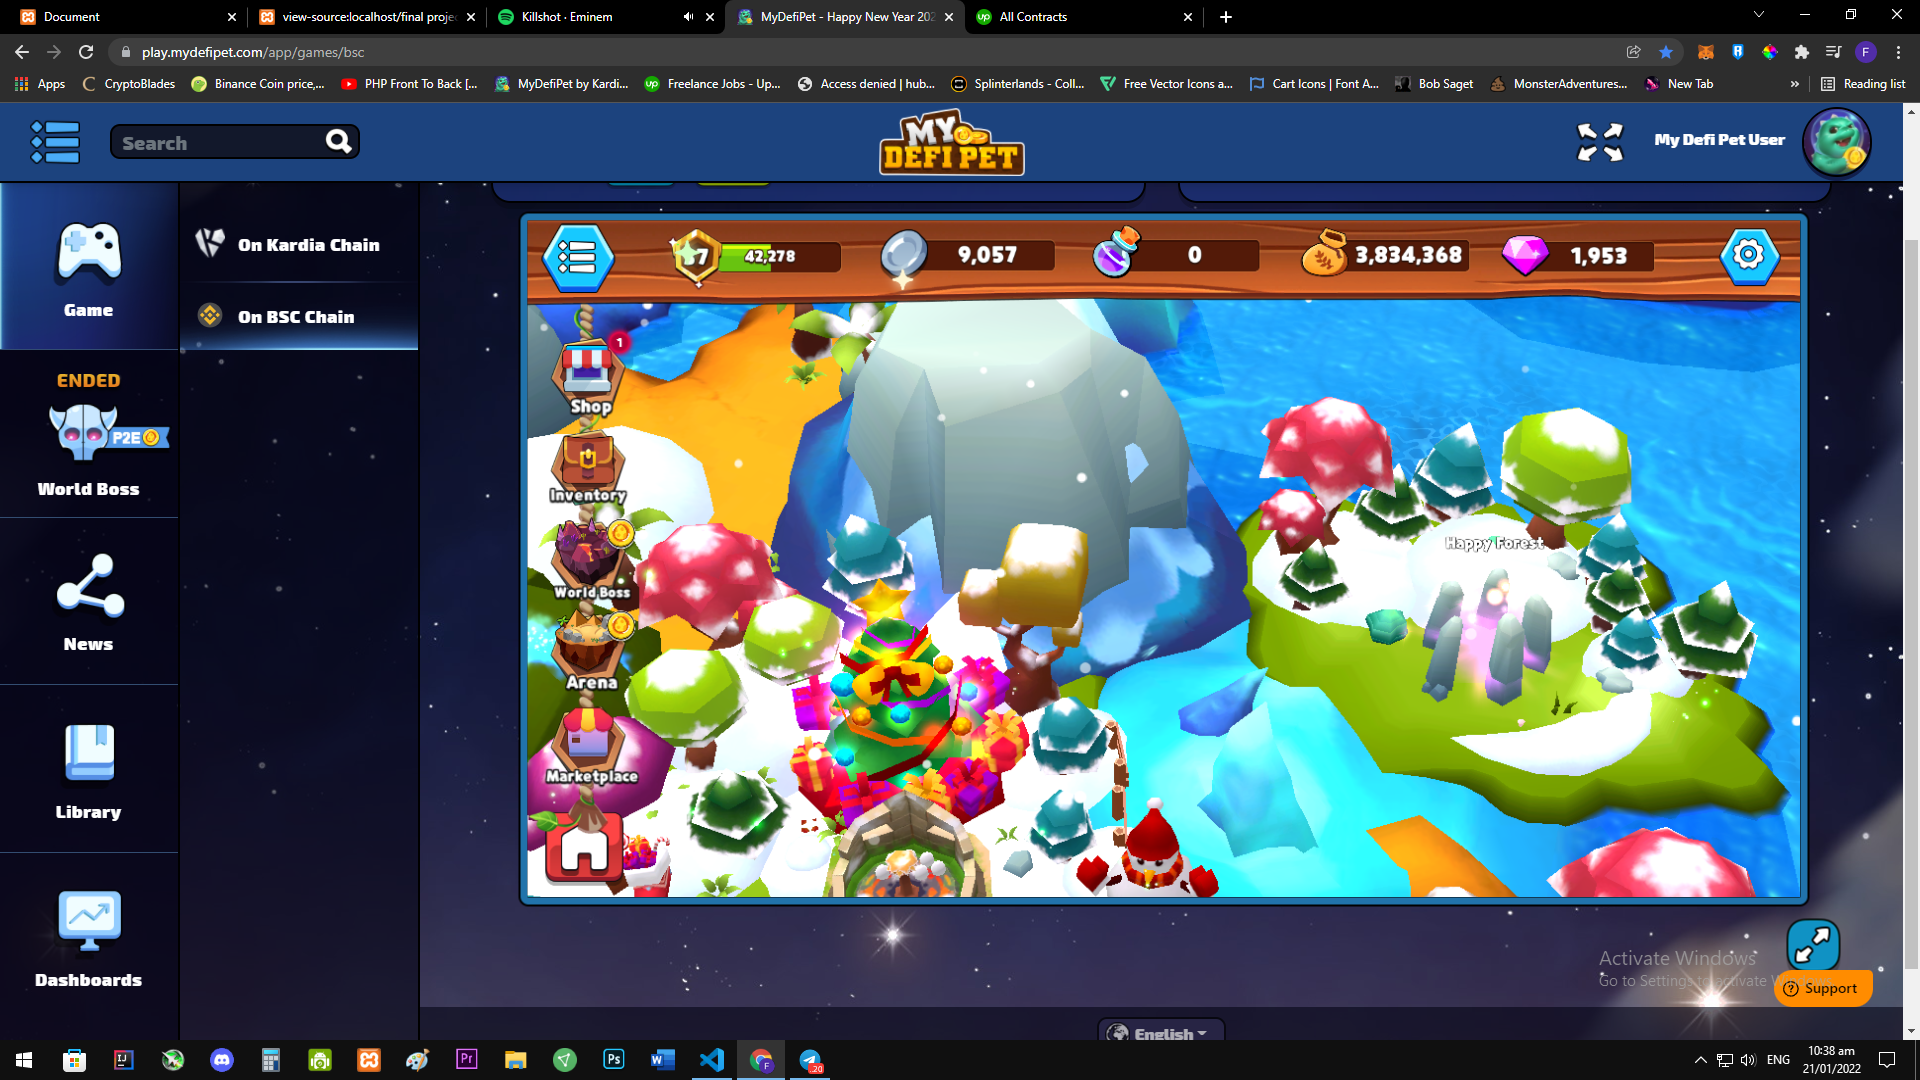 Document
view-source:localhost/final proje
Killshot · Eminem
MyDefiPet - Happy New Year 202
All Contracts
play.mydefipet.com/app/games/bsc
Apps
CryptoBlades
Binance Coin price,...
PHP Front To Back [...
MyDefiPet by Kardi...
Freelance Jobs - Up...
Access denied | hub...
Splinterlands - Coll...
Free Vector Icons a...
Cart Icons | Font A...
Bob Saget
MonsterAdventures...
New Tab
Reading list
Search
MY
DEFI PET
My Defi Pet User
Game
On Kardia Chain
On BSC Chain
ENDED
P2E
World Boss
News
Library
Dashboards
42,278
9,057
0
3,834,368
1,953
1
Shop
Inventory
World Boss
Arena
Marketplace
Happy Forest
Activate Windows
Go to Settings to activate
Support
English
ENG
10:38 am
21/01/2022
20